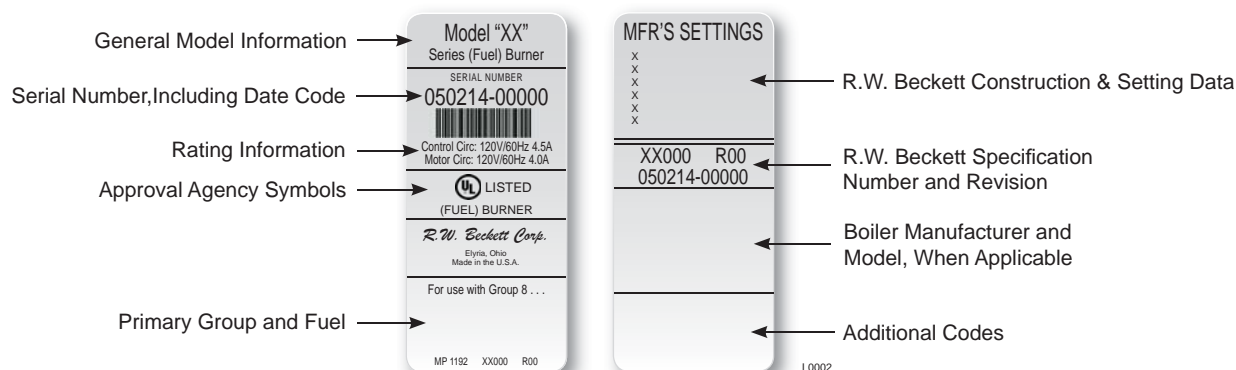 General Model Information
Serial Number,Including Date Code
Rating Information
Approval Agency Symbols
Primary Group and Fuel
Model “XX”
Series (Fuel) Burner
SERIAL NUMBER
050214-00000
Control Circ: 120V/60Hz 4.5A
Motor Circ: 120V/60Hz 4.0A
UL LISTED
(FUEL) BURNER
R.W. Beckett Corp.
Elyria, Ohio
Made in the U.S.A.
For use with Group 8 . . .
MP 1192 XX000 R00
MFR'S SETTINGS
X
X
X
X
X
X
XX000 R00
050214-00000
R.W. Beckett Construction & Setting Data
R.W. Beckett Specification
Number and Revision
Boiler Manufacturer and
Model, When Applicable
Additional Codes
L0002